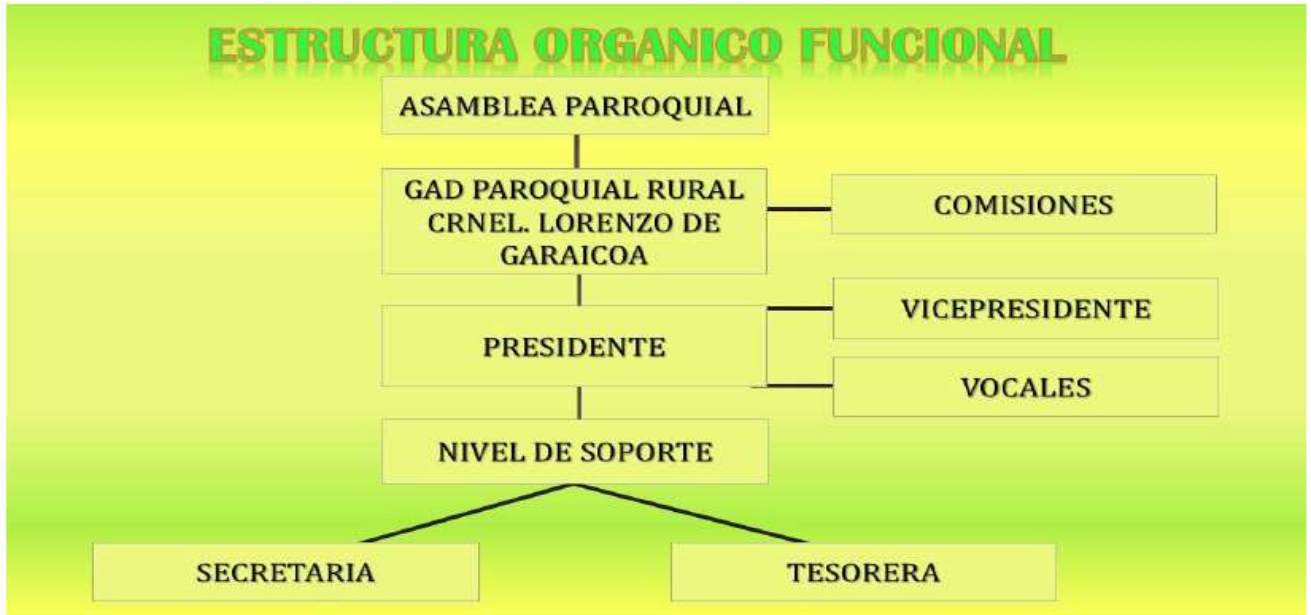 ESTRUCTURA ORGANICO FUNCIONAL
ASAMBLEA PARROQUIAL
GAD PAROQUIAL RURAL
CRNEL. LORENZO DE
GARAICOA
COMISIONES
VICEPRESIDENTE
PRESIDENTE
VOCALES
NIVEL DE SOPORTE
SECRETARIA
TESORERA